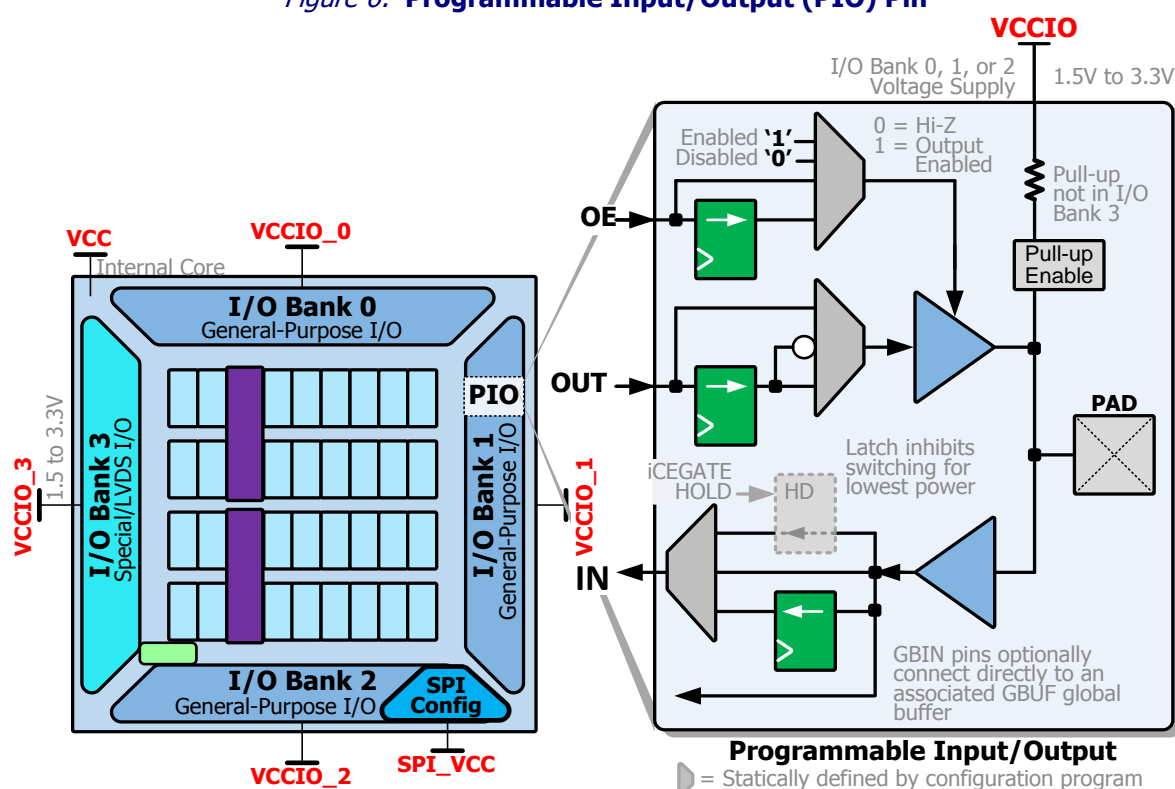 Figure 6: Programmable Input/Output (PIO) Pin
VCCIO
I/O Bank 0, 1, or 2
Voltage Supply
1.5V to 3.3V
Enabled ‘1’
Disabled ‘0’
0 = Hi-Z
1 = Output
Enabled
Pull-up
not in I/O
Bank 3
OE
Pull-up
Enable
VCC
VCCIO_0
Internal Core
I/O Bank 0
General-Purpose I/O
PIO
OUT
PAD
1.5 to 3.3V
VCCIO_3
I/O Bank 3
Special/LVDS I/O
I/O Bank 1
General-Purpose I/O
VCCIO_1
iCEGATE
HOLD
HD
Latch inhibits
switching for
lowest power
IN
I/O Bank 2
General-Purpose I/O
SPI
Config
VCCIO_2
SPI_VCC
GBIN pins optionally
connect directly to an
associated GBUF global
buffer
Programmable Input/Output
= Statically defined by configuration program